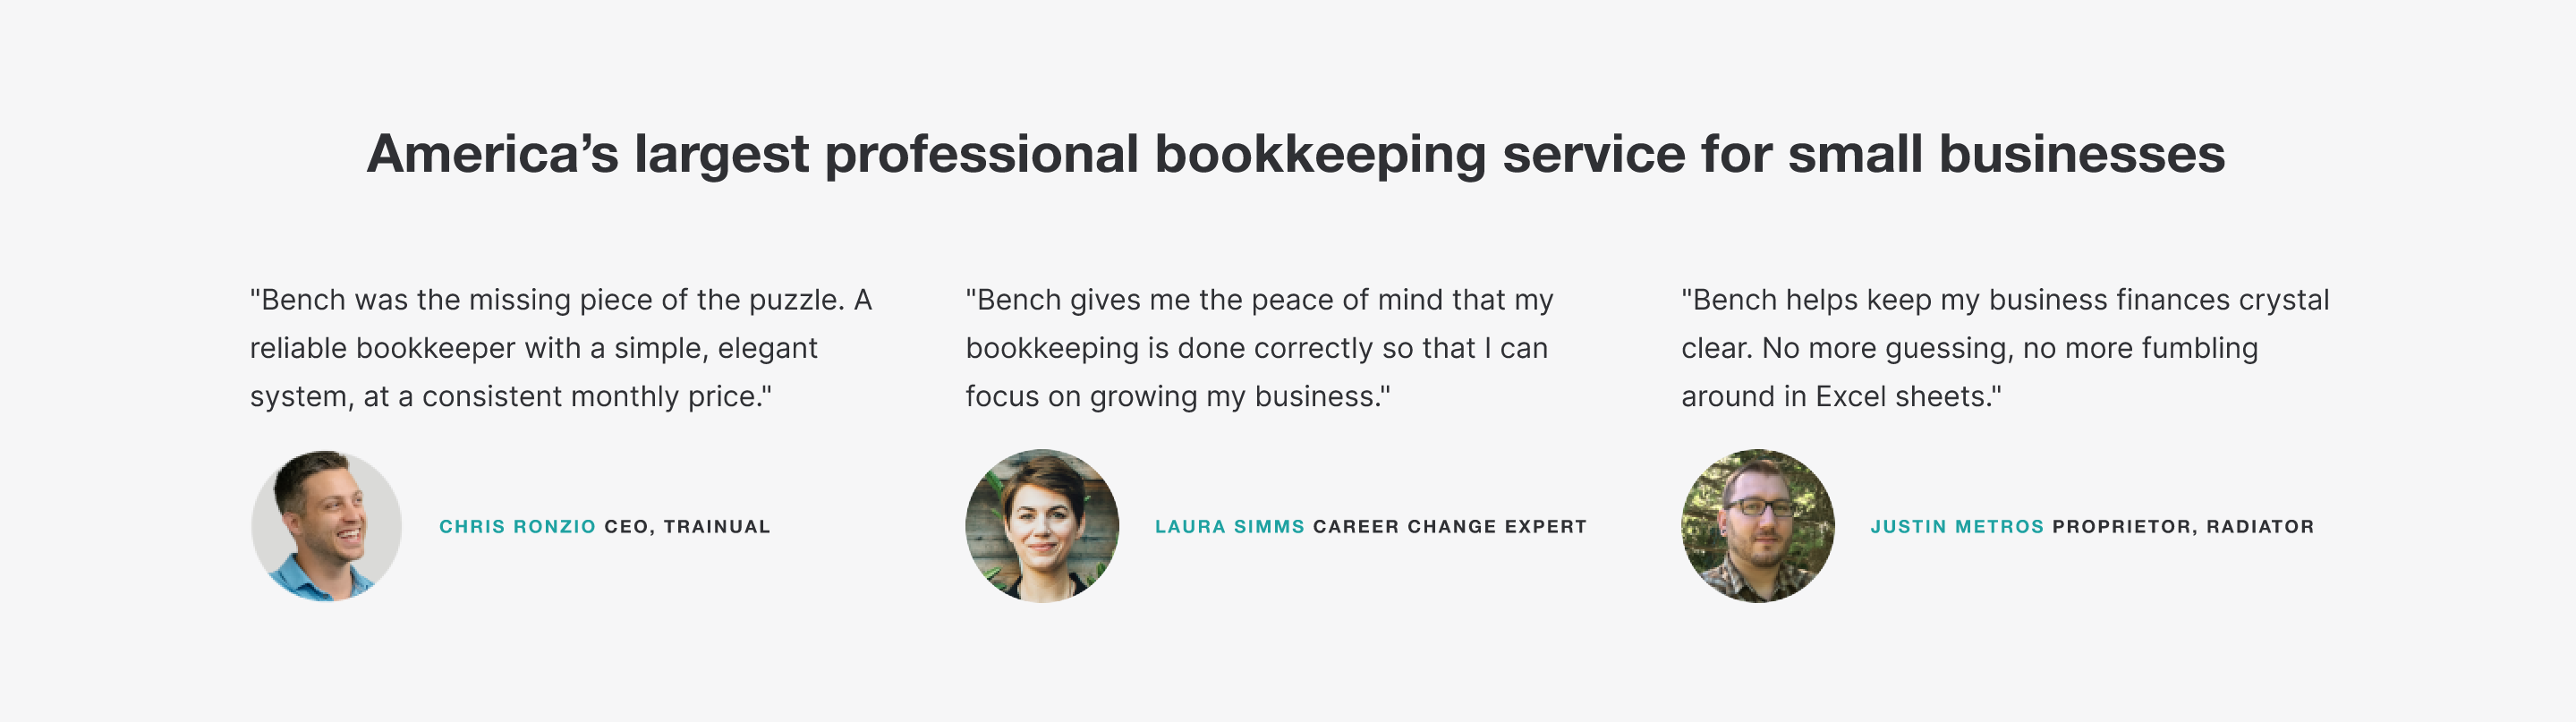 America’s largest professional bookkeeping service for small businesses
"Bench was the missing piece of the puzzle. A
reliable bookkeeper with a simple, elegant
system, at a consistent monthly price."
CHRIS RONZIO CEO, TRAINUAL
"Bench gives me the peace of mind that my
bookkeeping is done correctly so that I can
focus on growing my business."
LAURA SIMMS CAREER CHANGE EXPERT
"Bench helps keep my business finances crystal
clear. No more guessing, no more fumbling
around in Excel sheets."
JUSTIN METROS PROPRIETOR, RADIATOR